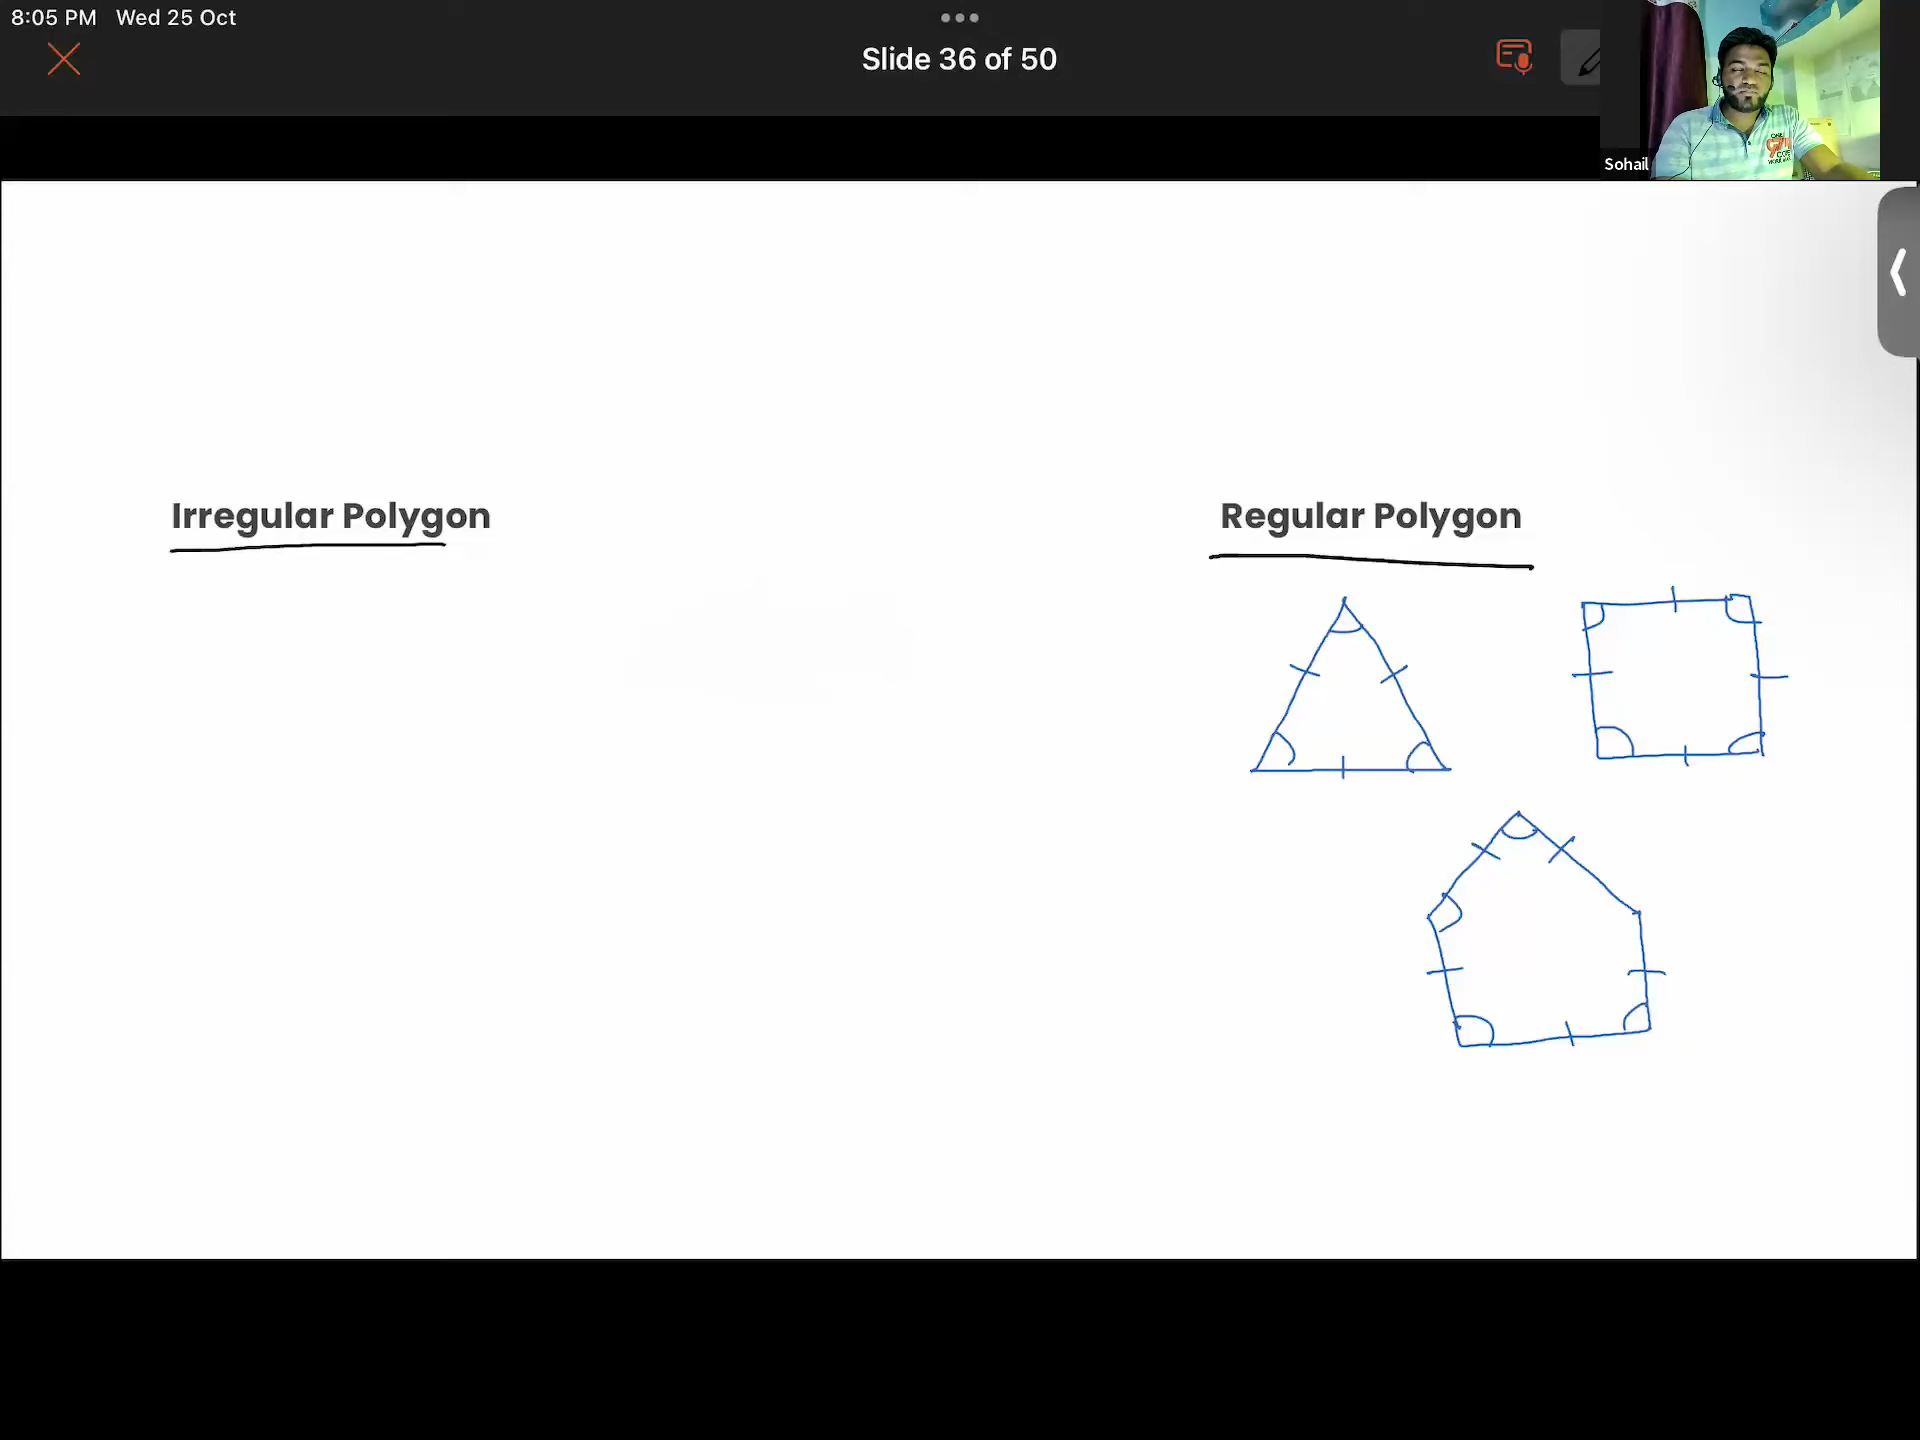 8:05 PM Wed 25 Oct
Slide 36 of 50
Sohail
Irregular Polygon
Regular Polygon